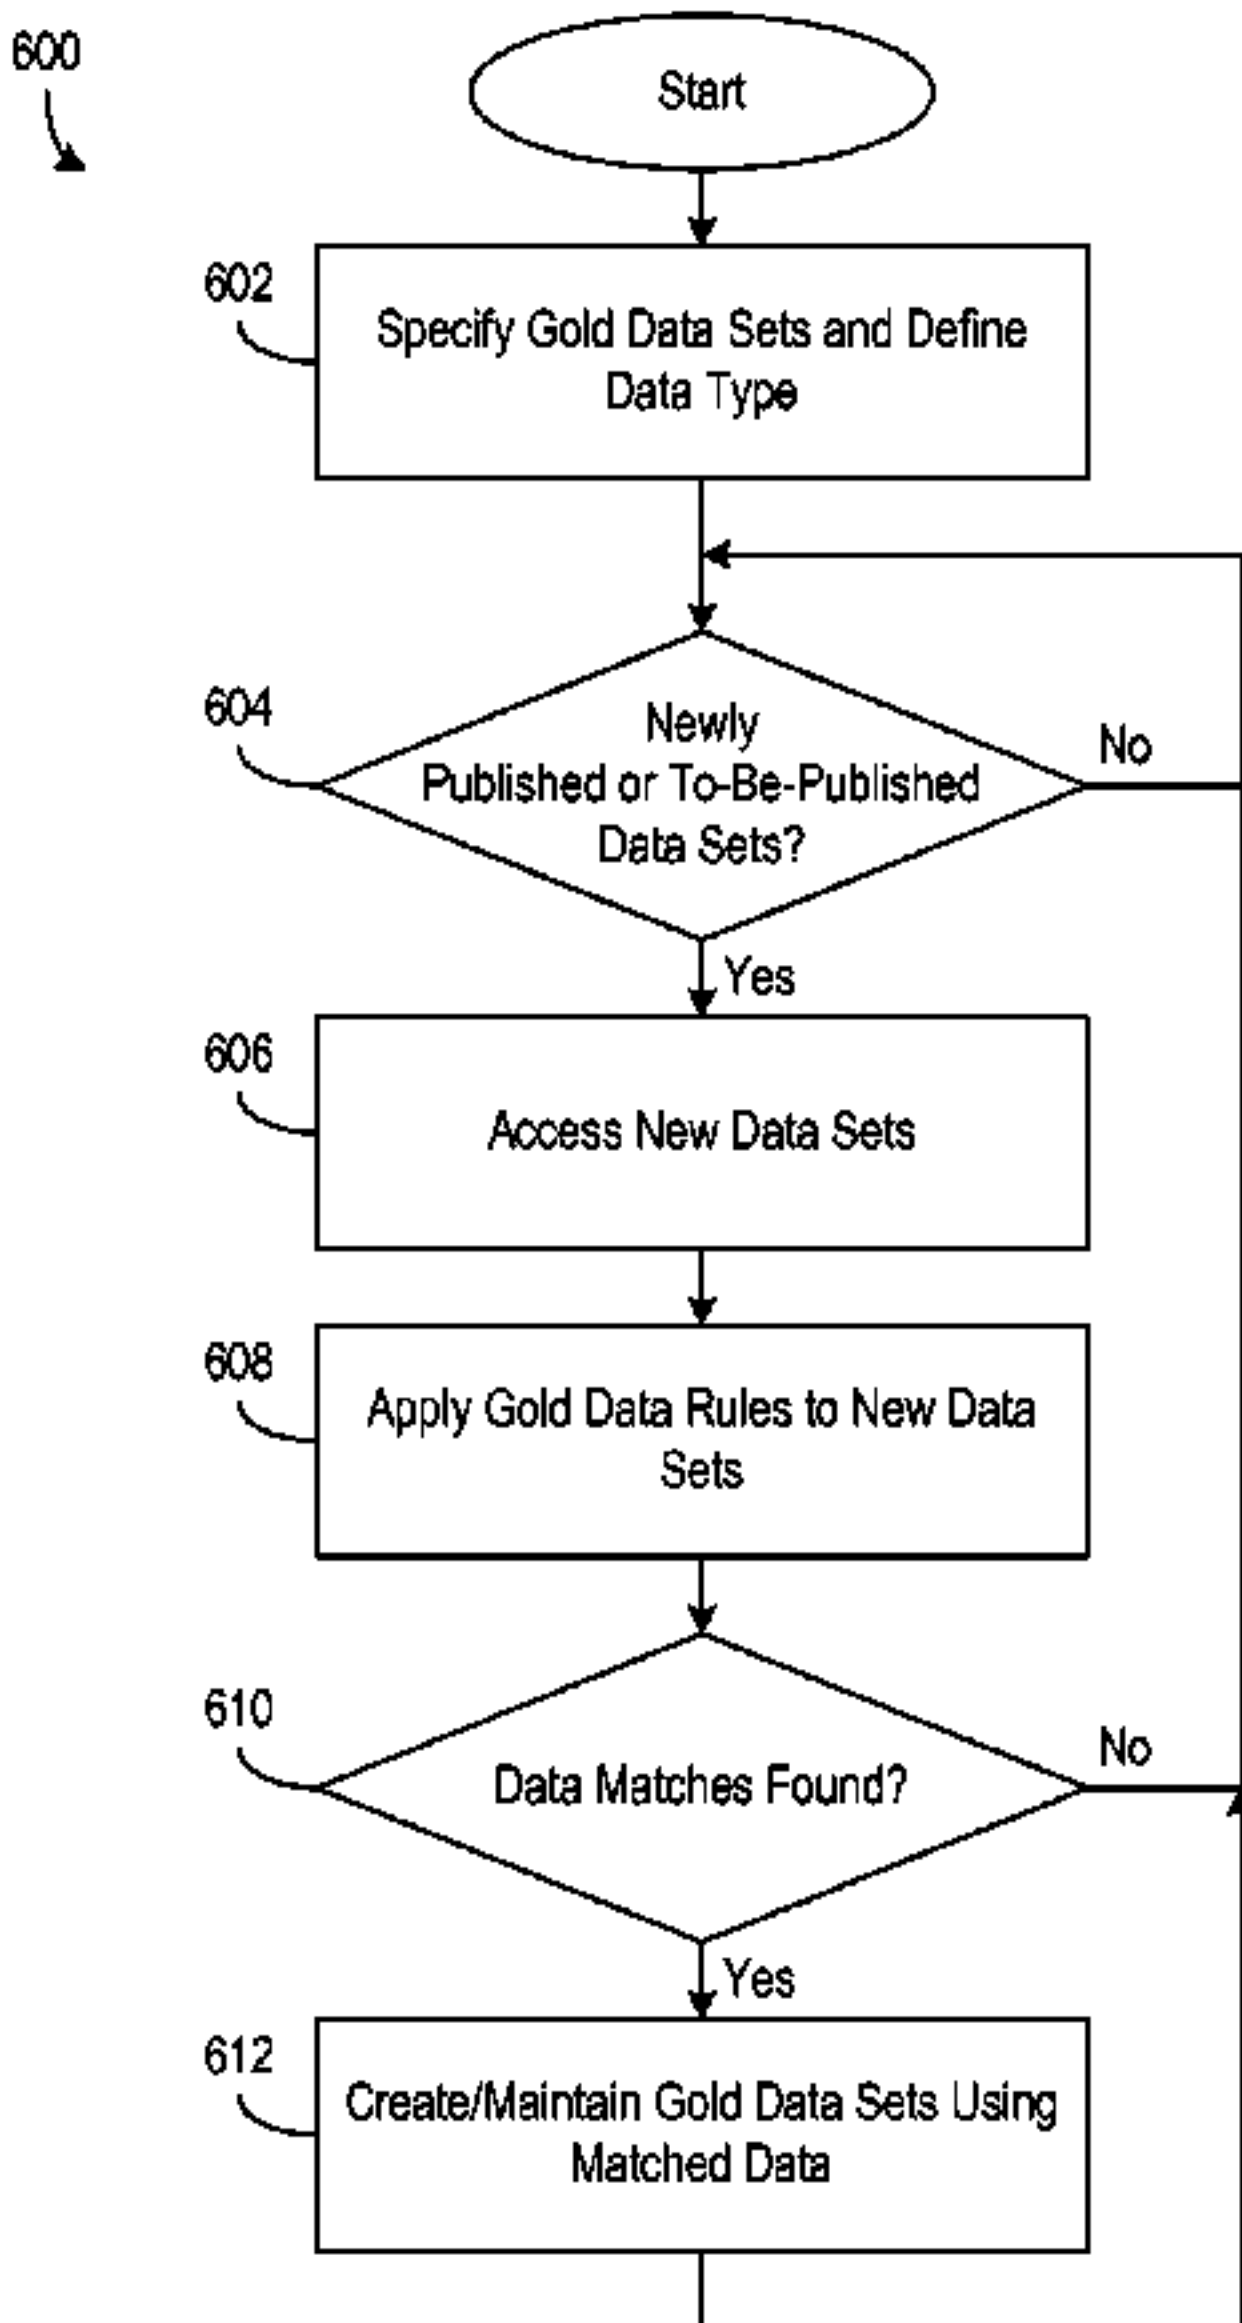 600
Start
602
Specify Gold Data Sets and Define
Data Type
604
Newly
Published or To-Be-Published
Data Sets?
No
Yes
606
Access New Data Sets
608
Apply Gold Data Rules to New Data
Sets
610
Data Matches Found?
No
Yes
612
Create/Maintain Gold Data Sets Using
Matched Data